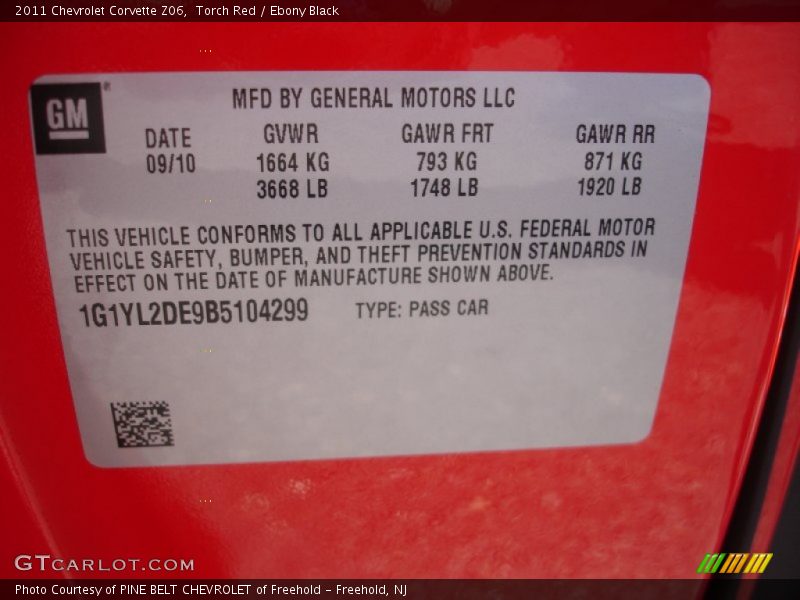 2011 Chevrolet Corvette Z06,  Torch Red / Ebony Black
GM
MFD BY GENERAL MOTORS LLC
DATE GVWR GAWR FRT GAWR RR
09/10 1664 KG 793 KG 871 KG
3668 LB 1748 LB 1920 LB
THIS VEHICLE CONFORMS TO ALL APPLICABLE U.S. FEDERAL MOTOR
VEHICLE SAFETY, BUMPER, AND THEFT PREVENTION STANDARDS IN
EFFECT ON THE DATE OF MANUFACTURE SHOWN ABOVE.
1G1YL2DE9B5104299 TYPE: PASS CAR
GTCARLOT.COM
Photo Courtesy of PINE BELT CHEVROLET of Freehold - Freehold, NJ